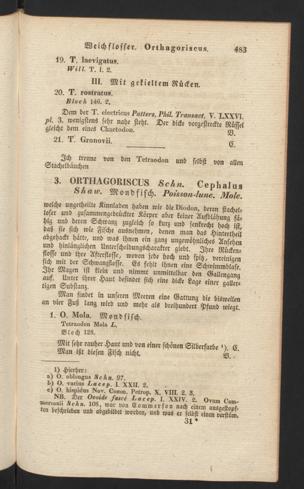 Weichflosser. Orthagoriscus. 483
19. T. laevigatus.
Will. T. I. 2.
III. Mit gekieltem Rücken.
20. T. rostratus.
Bloch 146. 2.
Dem der T. electricus Patters, Phil. Transact. V. LXXVI.
pl. 3. wenigstens sehr nahe steht. Der dicke vorgestreckte Rüssel
gleicht dem eines Chaetodon. B.
21. T. Gronovii. C.
Ich trenne von den Tetraodon und selbst von allen
Stachelbäuchen
3. ORTHAGORISCUS Schn. Cephalus
Shaw. Mondfisch. Poisson-lune. Mole.
welche ungetheilte Kinnladen haben wie die Diodon, deren stachel-
loser und zusammengedrückter Körper aber keiner Aufblähung fä-
hig und deren Schwanz zugleich so kurz und senkrecht hoch ist,
daß sie sich wie Fische ausnehmen, denen man das Hintertheil
abgehackt hätte, und was ihnen ein ganz ungewöhnliches Ansehen
und hinlänglichen Unterscheidungscharakter giebt. Ihre Rücken-
flosse und ihre Afterflosse, wovon jede hoch und spitz, vereinigen
sich mit der Schwanzflosse. Es fehlt ihnen eine Schwimmblase.
Ihr Magen ist klein und nimmt unmittelbar den Gallengang
auf. Unter ihrer Haut befindet sich eine dicke Lage einer galler-
tigen Substanz.
Man findet in unseren Meeren eine Gattung die bisweilen
an vier Fuß lang wird und mehr als dreihundert Pfund wiegt.
1. O. Mola. Mondfisch.
Tetraodon Mola L.
Bloch 128.
Mit sehr rauher Haut und von einer schönen Silberfarbe ¹). C.
Man ißt diesen Fisch nicht. B.
1) Hierher:
a) O. oblongus Schn. 97.
b) O. varius Lacep. I. XXII. 2.
c) O. hispidus Nov. Comm. Petrop. X. VIII. 2. 3.
NB. Der Ovoide fascé Lacep. I. XXIV. 2. Ovum Com-
mersonii Schn. 108, war von Commerson nach einem ausgestopf-
ten beschrieben und abgebildet worden, und was er selbst einem
31*